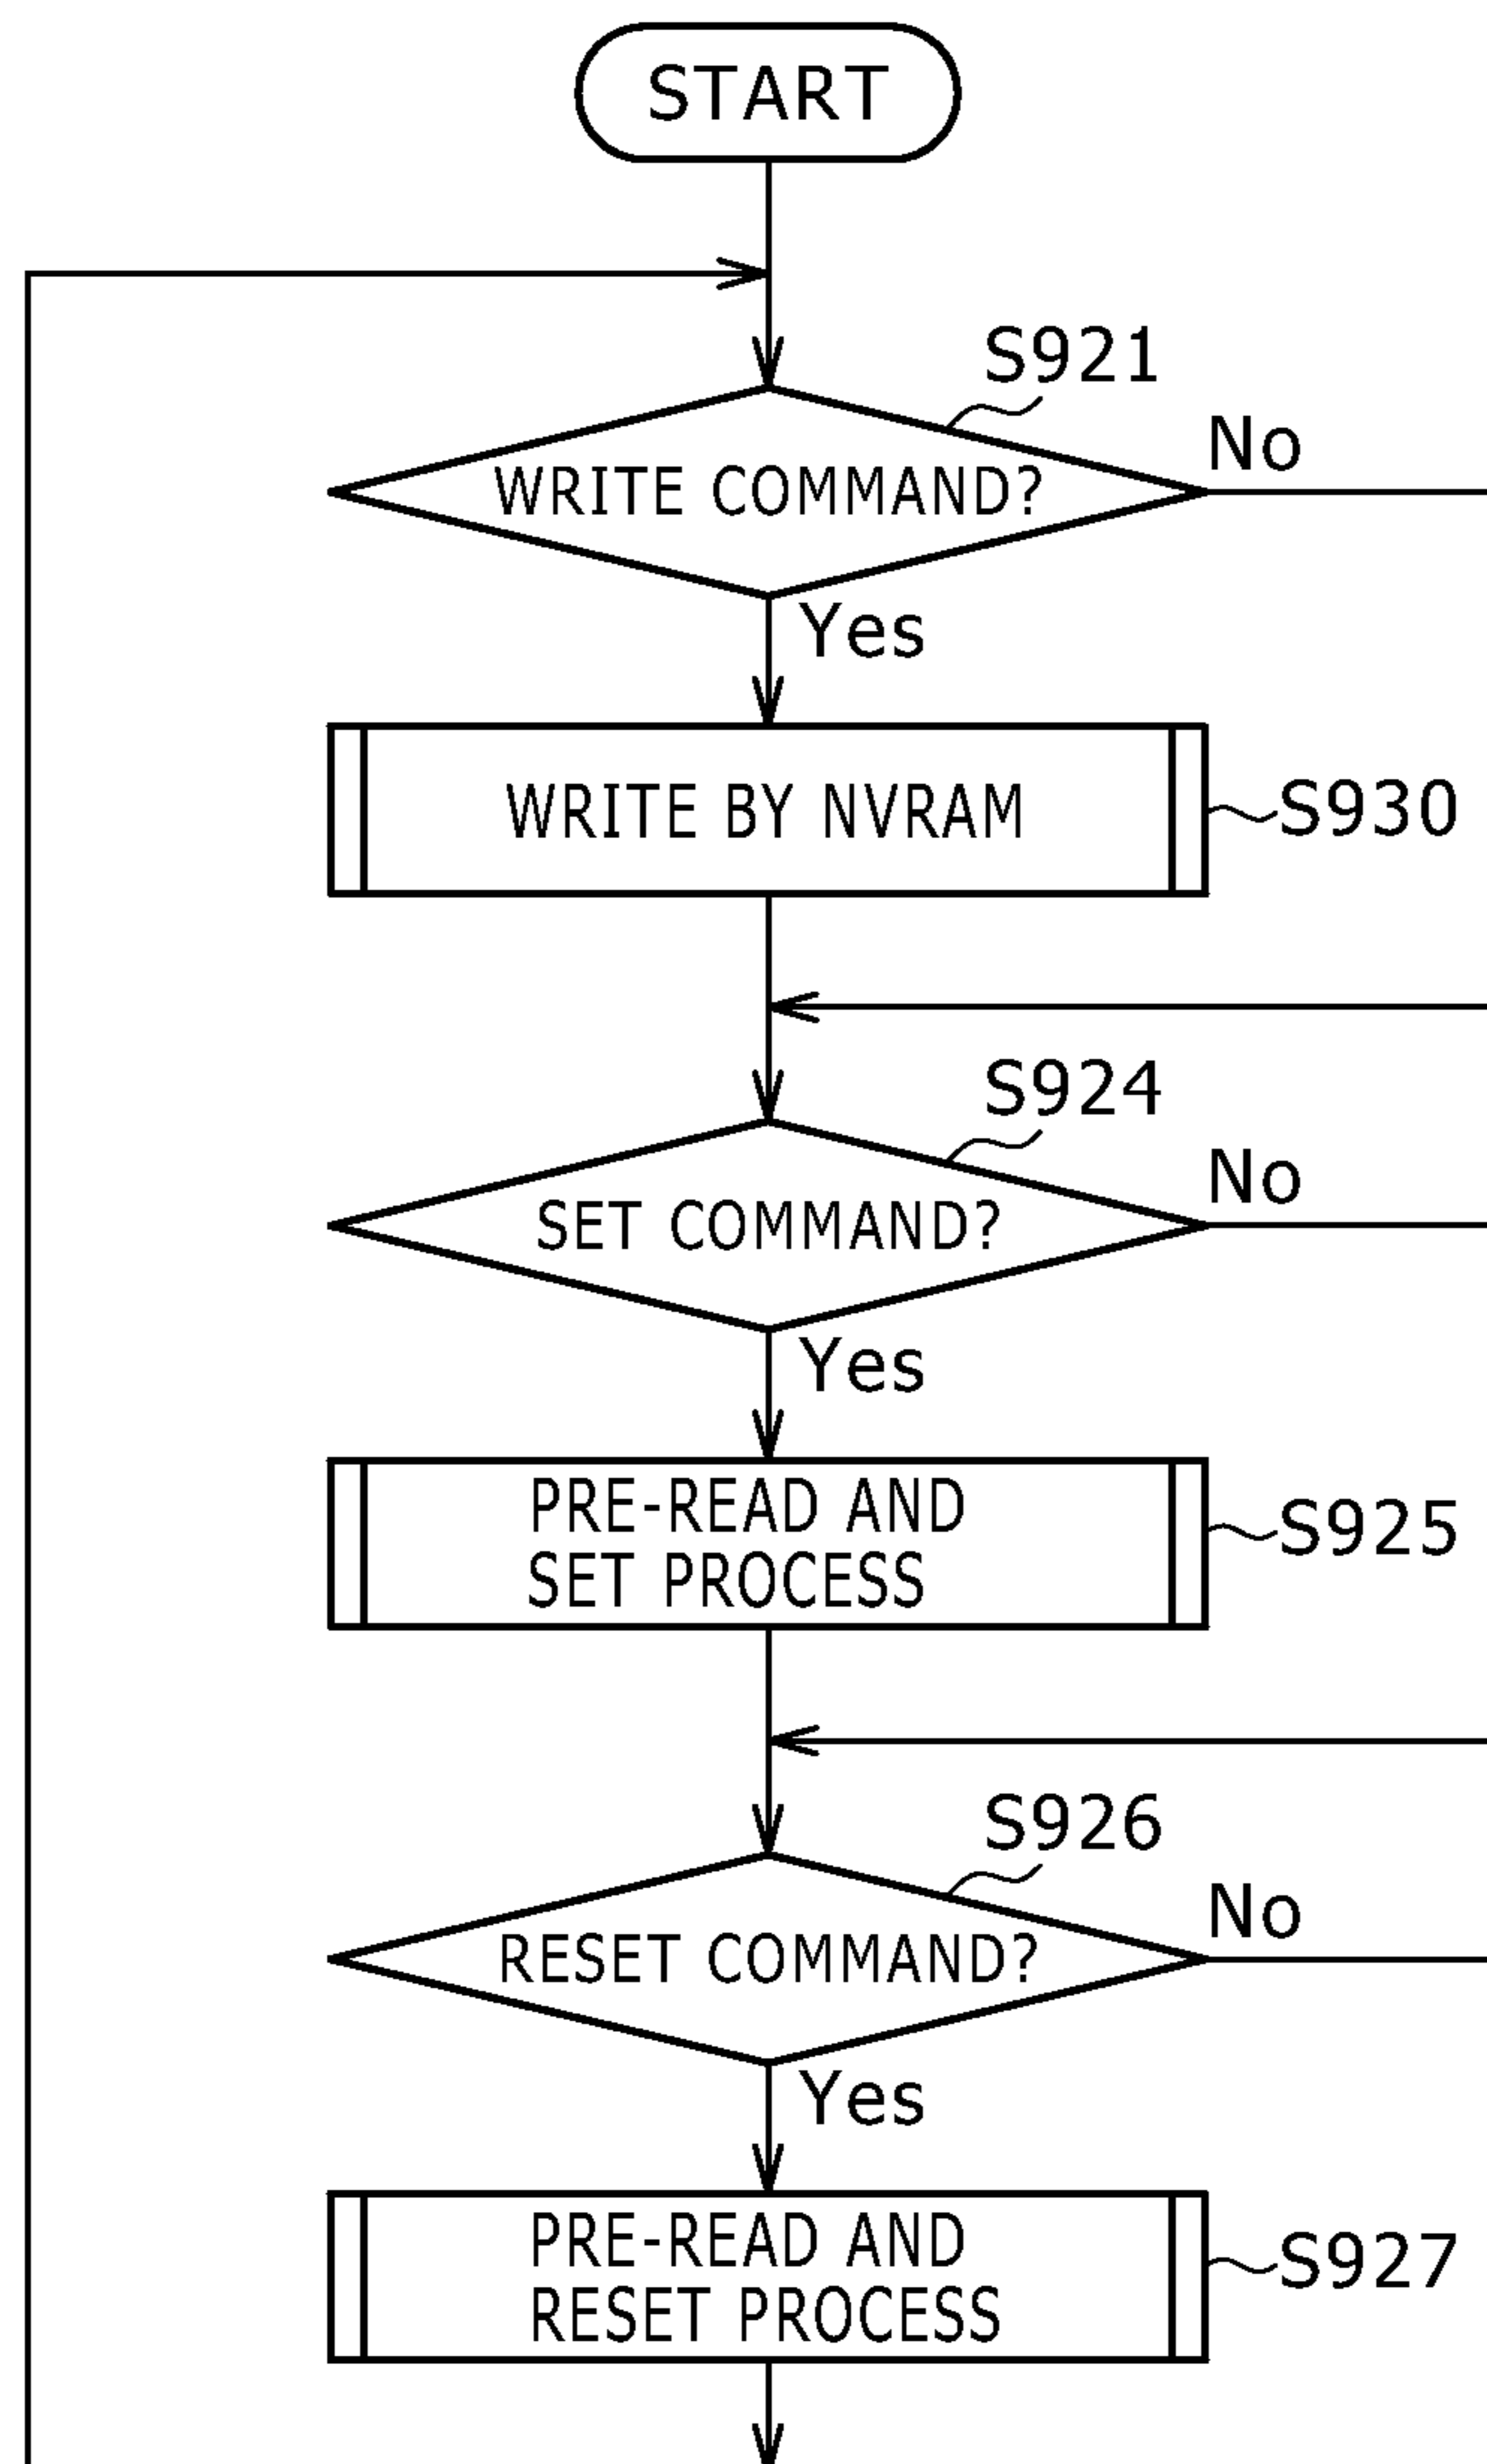 START
S921
WRITE COMMAND?
No
Yes
WRITE BY NVRAM
S930
S924
SET COMMAND?
No
Yes
PRE-READ AND
SET PROCESS
S925
S926
RESET COMMAND?
No
Yes
PRE-READ AND
RESET PROCESS
S927